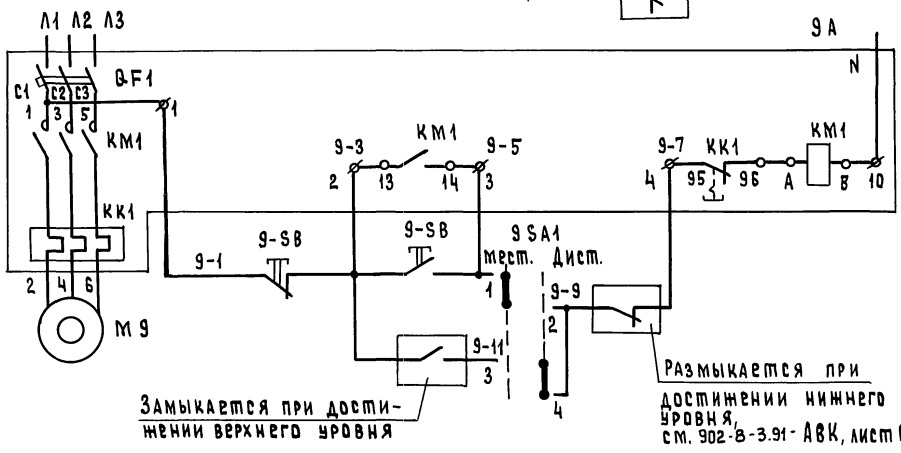 Л1 Л2 Л3
9А
N
QF1
С1 С2 С3
1 3 5
1
КМ1
КМ1
9-3
9-5
2 13 14 3
9-7
КК1
КМ1
4 95 96 А В 10
КК1
9-1
9-SB
9-SB
9 SA1
мест. Дист.
1
9-9
2
2 4 6
М9
9-11
3
4
Замыкается при дости-
жении верхнего уровня
Размыкается при
достижении нижнего
уровня,
см. 902-8-3.91-АВК, лист